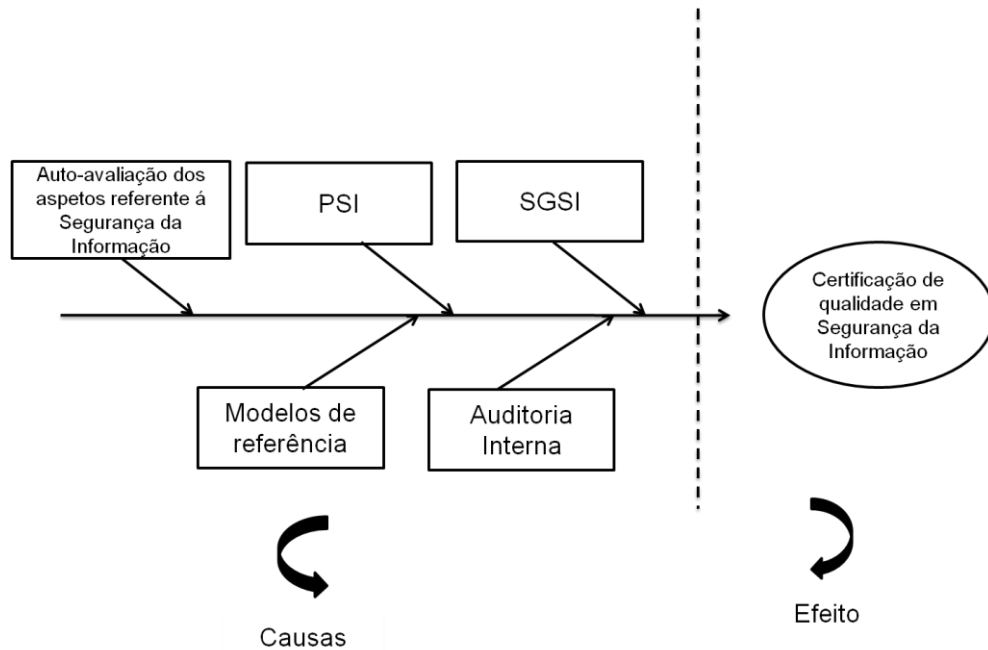 Auto-avaliação dos
aspetos referente á
Segurança da
Informação
PSI
SGSI
Certificação de
qualidade em
Segurança da
Informação
Modelos de
referência
Auditoria
Interna
Causas
Efeito